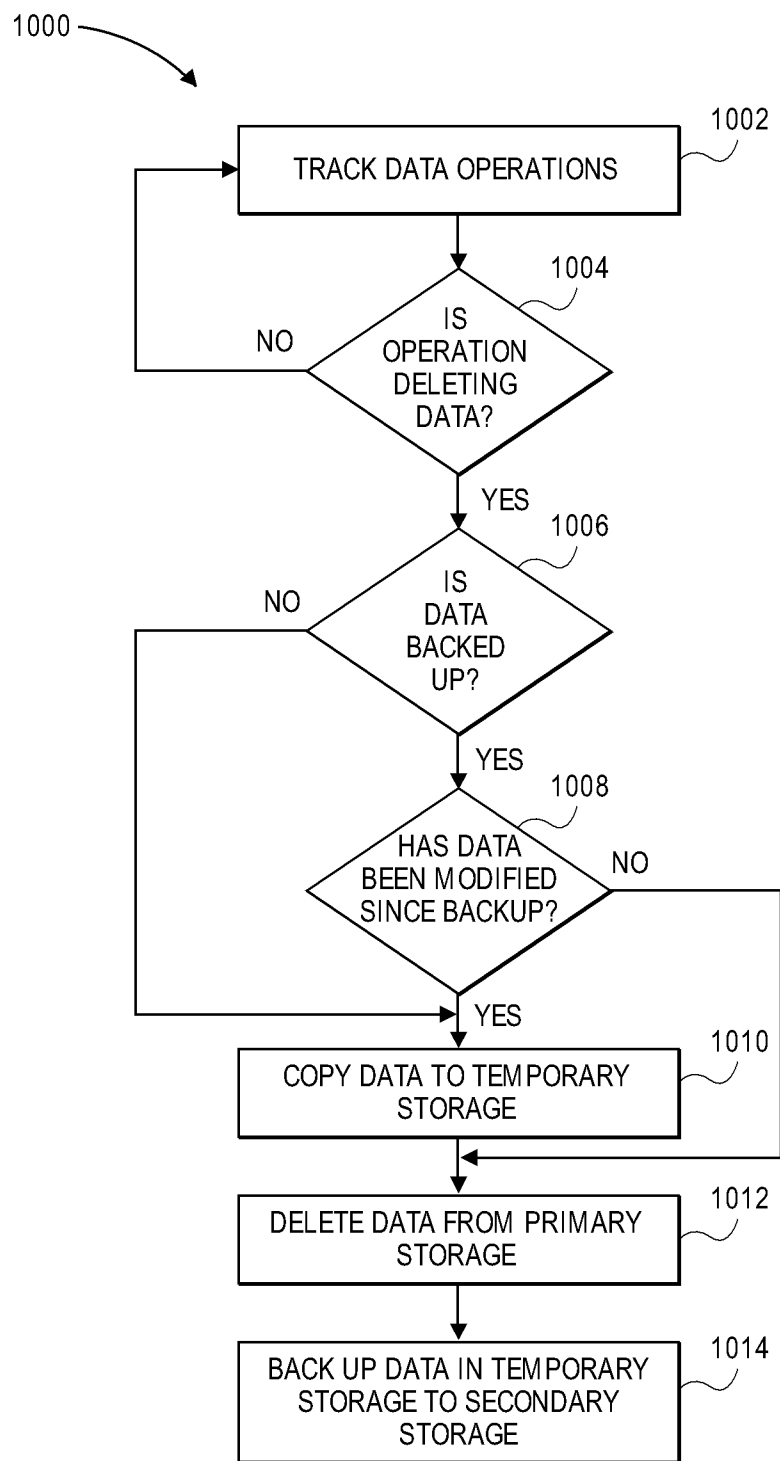 1000
1002
TRACK DATA OPERATIONS
1004
IS
OPERATION
DELETING
DATA?
NO
YES
1006
IS
DATA
BACKED
UP?
NO
YES
1008
HAS DATA
BEEN MODIFIED
SINCE BACKUP?
NO
YES
1010
COPY DATA TO TEMPORARY
STORAGE
1012
DELETE DATA FROM PRIMARY
STORAGE
1014
BACK UP DATA IN TEMPORARY
STORAGE TO SECONDARY
STORAGE